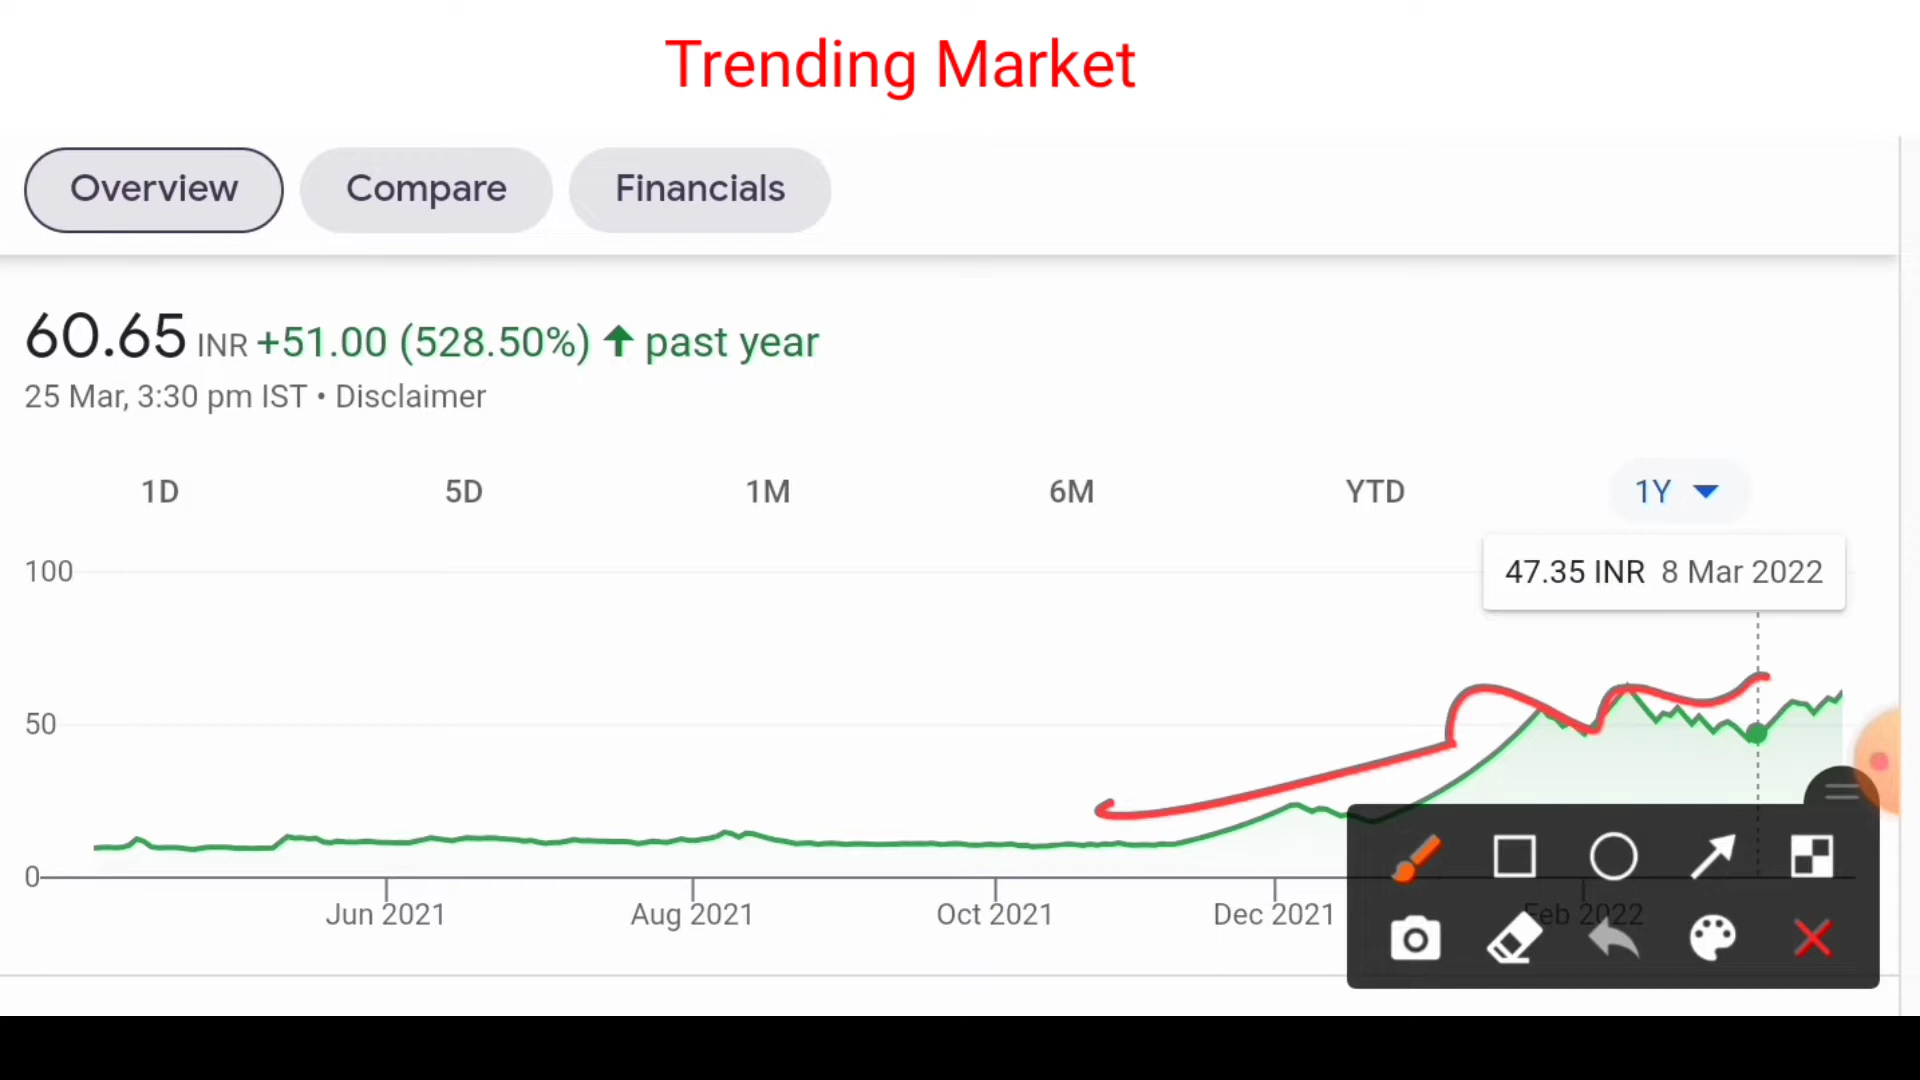 Trending Market
Overview Compare Financials
60.65 INR +51.00 (528.50%) ↑ past year
25 Mar, 3:30 pm IST • Disclaimer
1D 5D 1M 6M YTD 1Y
100
47.35 INR 8 Mar 2022
50
0
Jun 2021 Aug 2021 Oct 2021 Dec 2021 Feb 2022